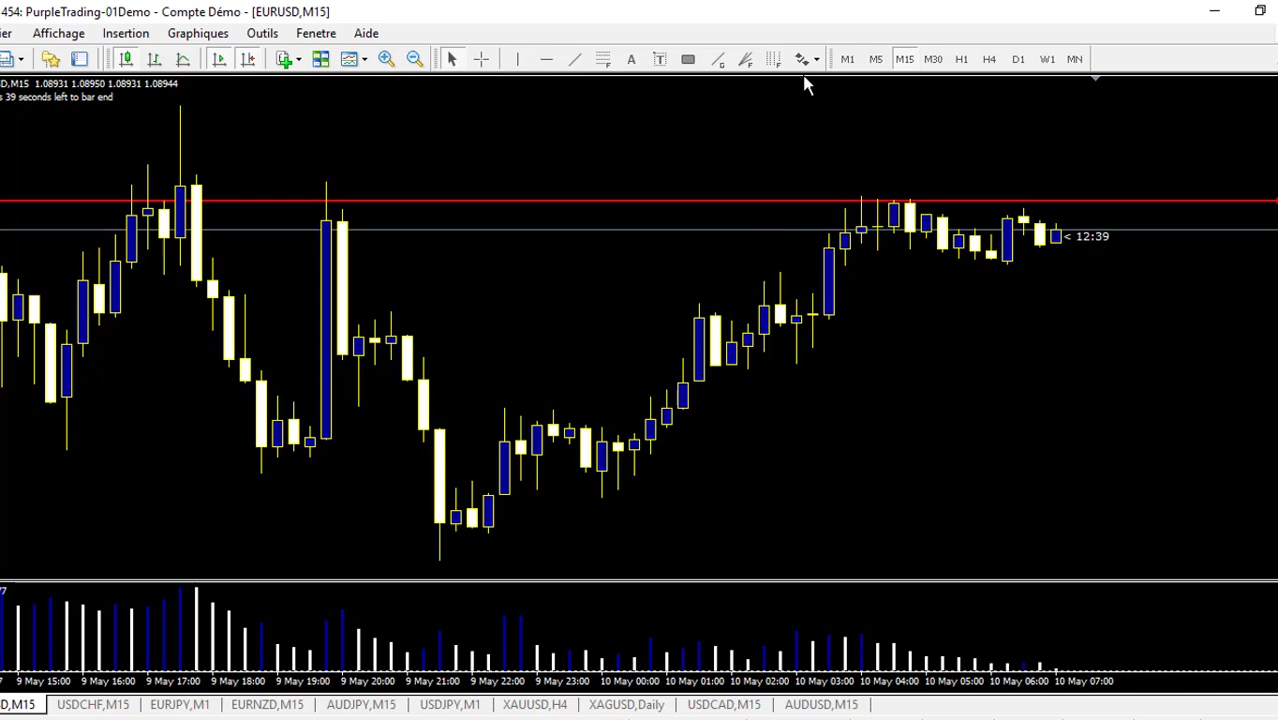 454: PurpleTrading-01Demo - Compte Démo - [EURUSD,M15]
ier Affichage Insertion Graphiques Outils Fenetre Aide
A T M1 M5 M15 M30 H1 H4 D1 W1 MN
D,M15 1.08931 1.08950 1.08931 1.08944
s 39 seconds left to bar end
< 12:39
77
7 9 May 15:00 9 May 16:00 9 May 17:00 9 May 18:00 9 May 19:00 9 May 20:00 9 May 21:00 9 May 22:00 9 May 23:00 10 May 00:00 10 May 01:00 10 May 02:00 10 May 03:00 10 May 04:00 10 May 05:00 10 May 06:00 10 May 07:00
D,M15 USDCHF,M15 EURJPY,M1 EURNZD,M15 AUDJPY,M15 USDJPY,M1 XAUUSD,H4 XAGUSD,Daily USDCAD,M15 AUDUSD,M15